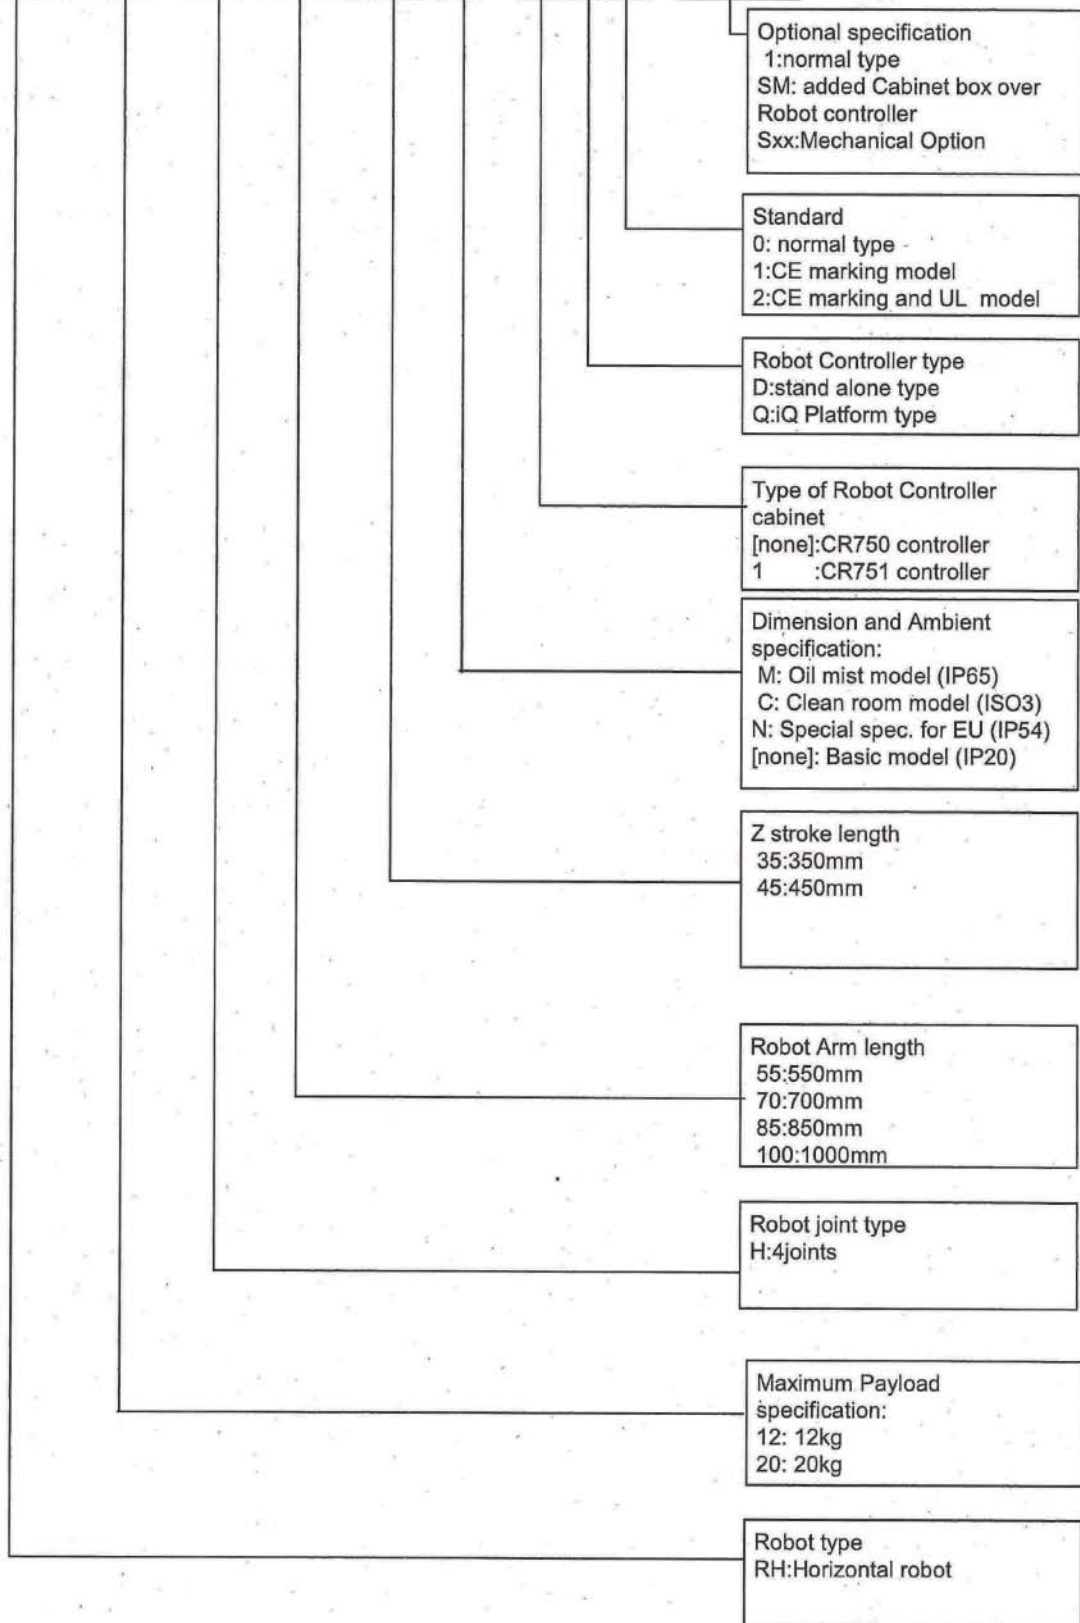 Optional specification
1:normal type
SM: added Cabinet box over
Robot controller
Sxx:Mechanical Option
Standard
0: normal type
1:CE marking model
2:CE marking and UL model
Robot Controller type
D:stand alone type
Q:iQ Platform type
Type of Robot Controller
cabinet
[none]:CR750 controller
1 :CR751 controller
Dimension and Ambient
specification:
M: Oil mist model (IP65)
C: Clean room model (ISO3)
N: Special spec. for EU (IP54)
[none]: Basic model (IP20)
Z stroke length
35:350mm
45:450mm
Robot Arm length
55:550mm
70:700mm
85:850mm
100:1000mm
Robot joint type
H:4joints
Maximum Payload
specification:
12: 12kg
20: 20kg
Robot type
RH:Horizontal robot